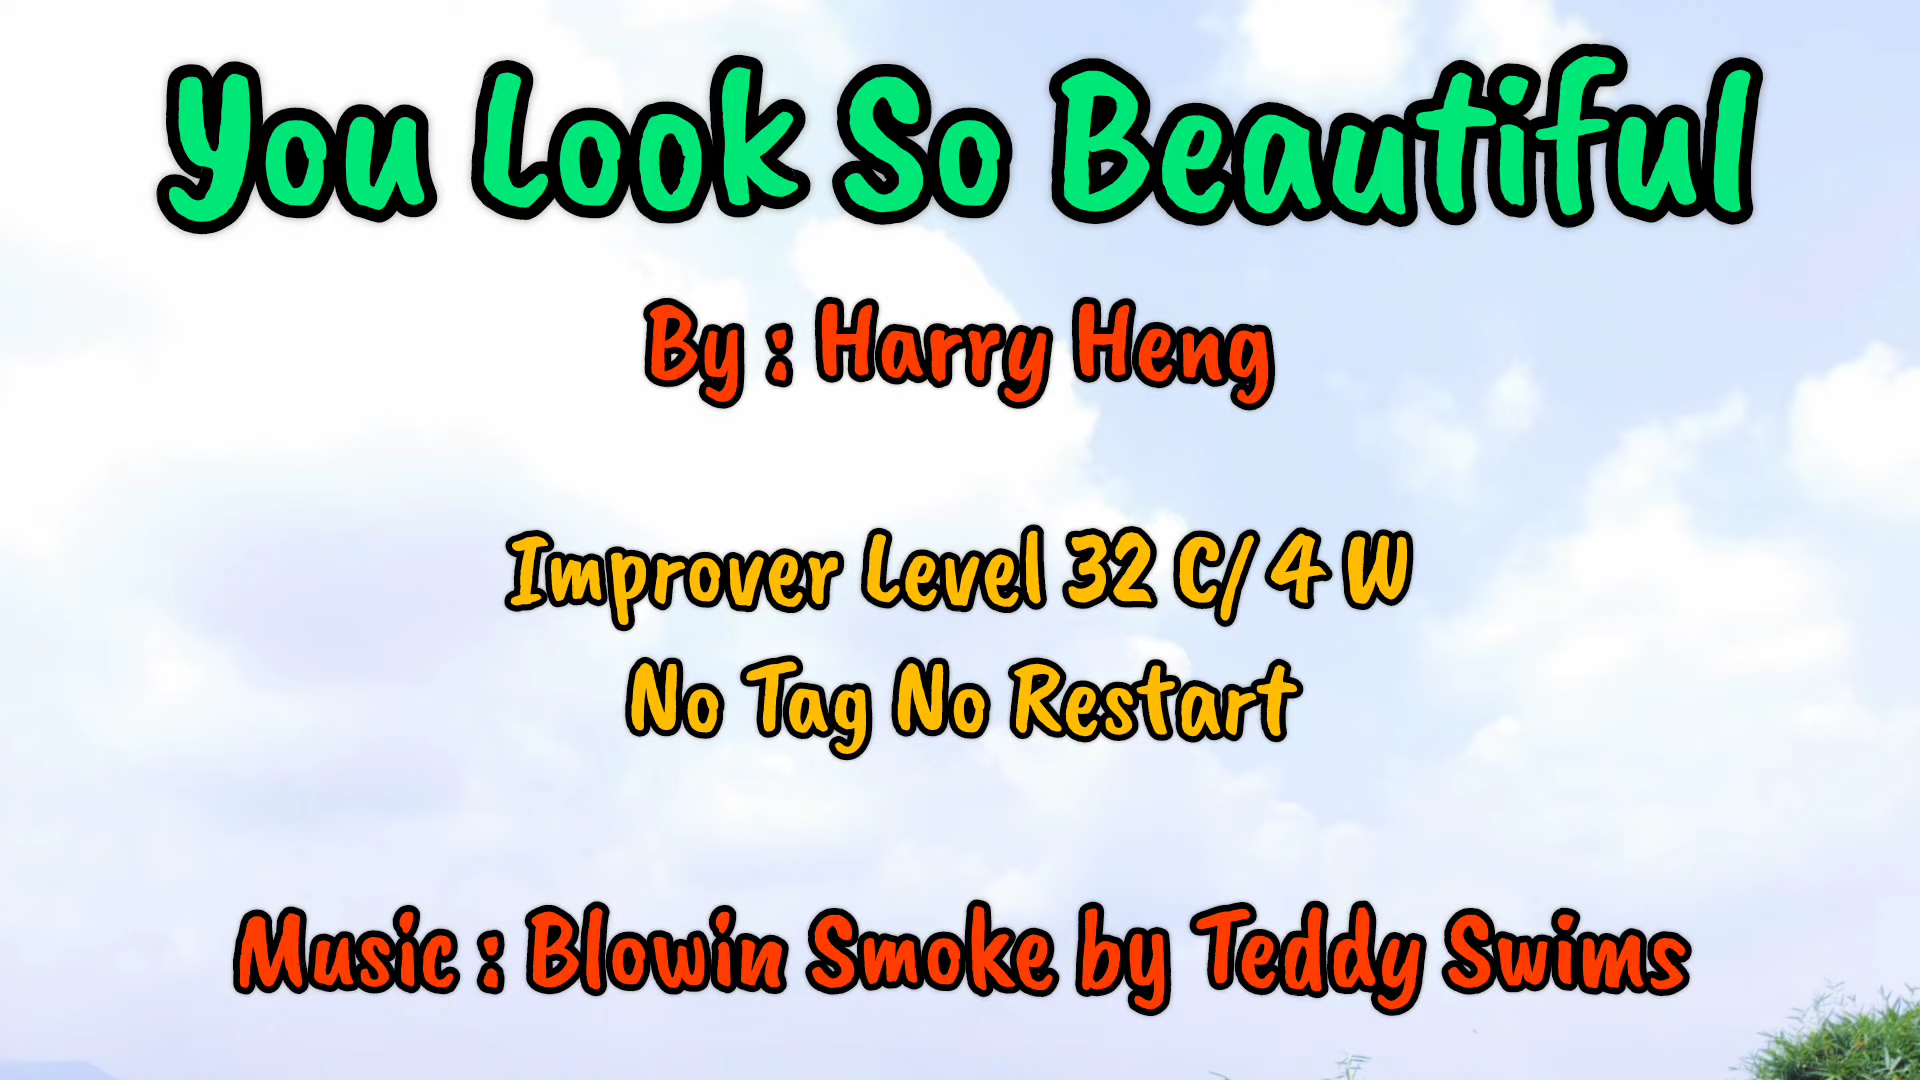 You Look So Beautiful
By : Harry Heng
Improver Level 32 C/ 4 W
No Tag No Restart
Music : Blowin Smoke by Teddy Swims